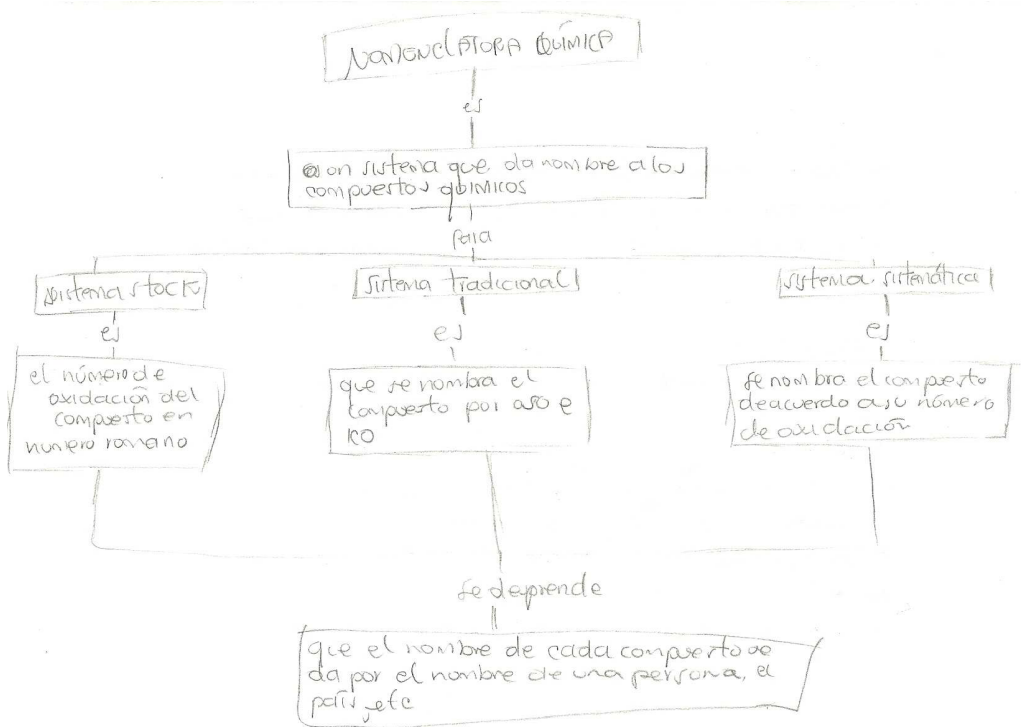 NOMENCLATURA QUÍMICA
es
un sistema que da nombre a los
compuestos químicos
para
sistema stock
sistema tradicional
sistema sistemática
es
es
es
el número de
oxidación del
compuesto en
numero romano
que se nombra el
compuesto por oso e
ico
se nombra el compuesto
deacuerdo a su número
de oxidación
se desprende
que el nombre de cada compuesto se
da por el nombre de una persona, el
país, etc